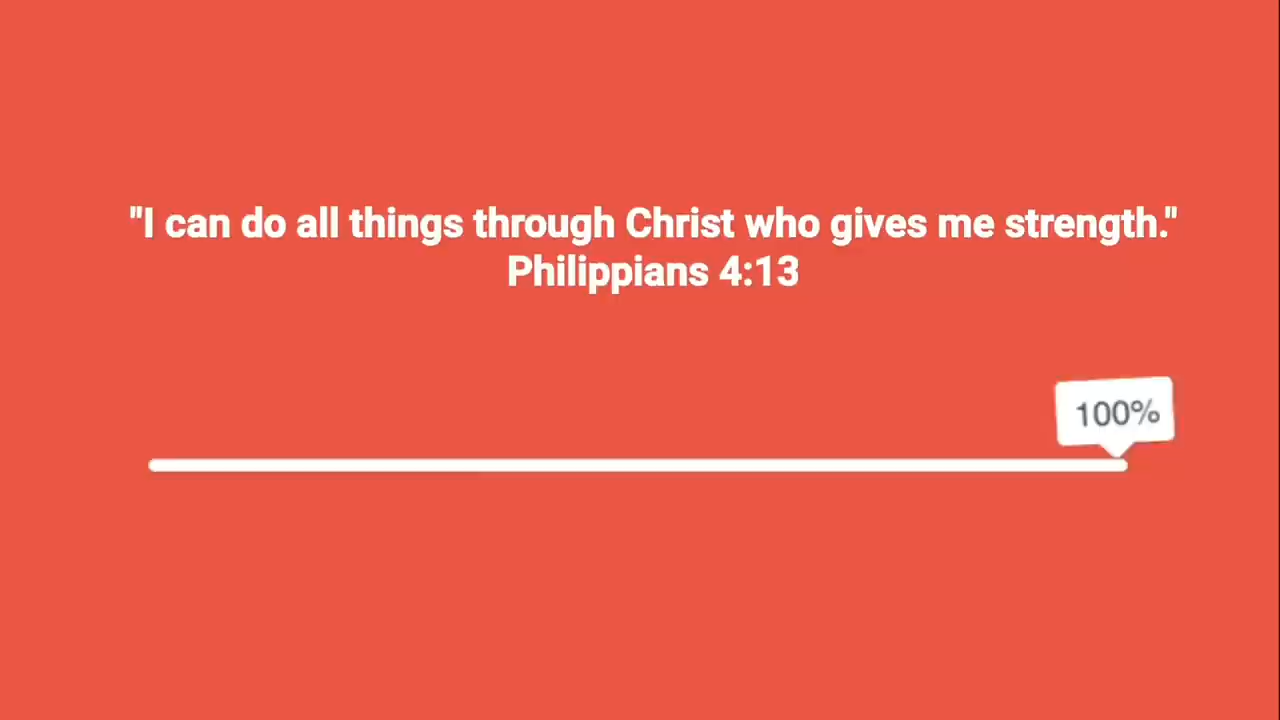 "I can do all things through Christ who gives me strength."
Philippians 4:13
100%